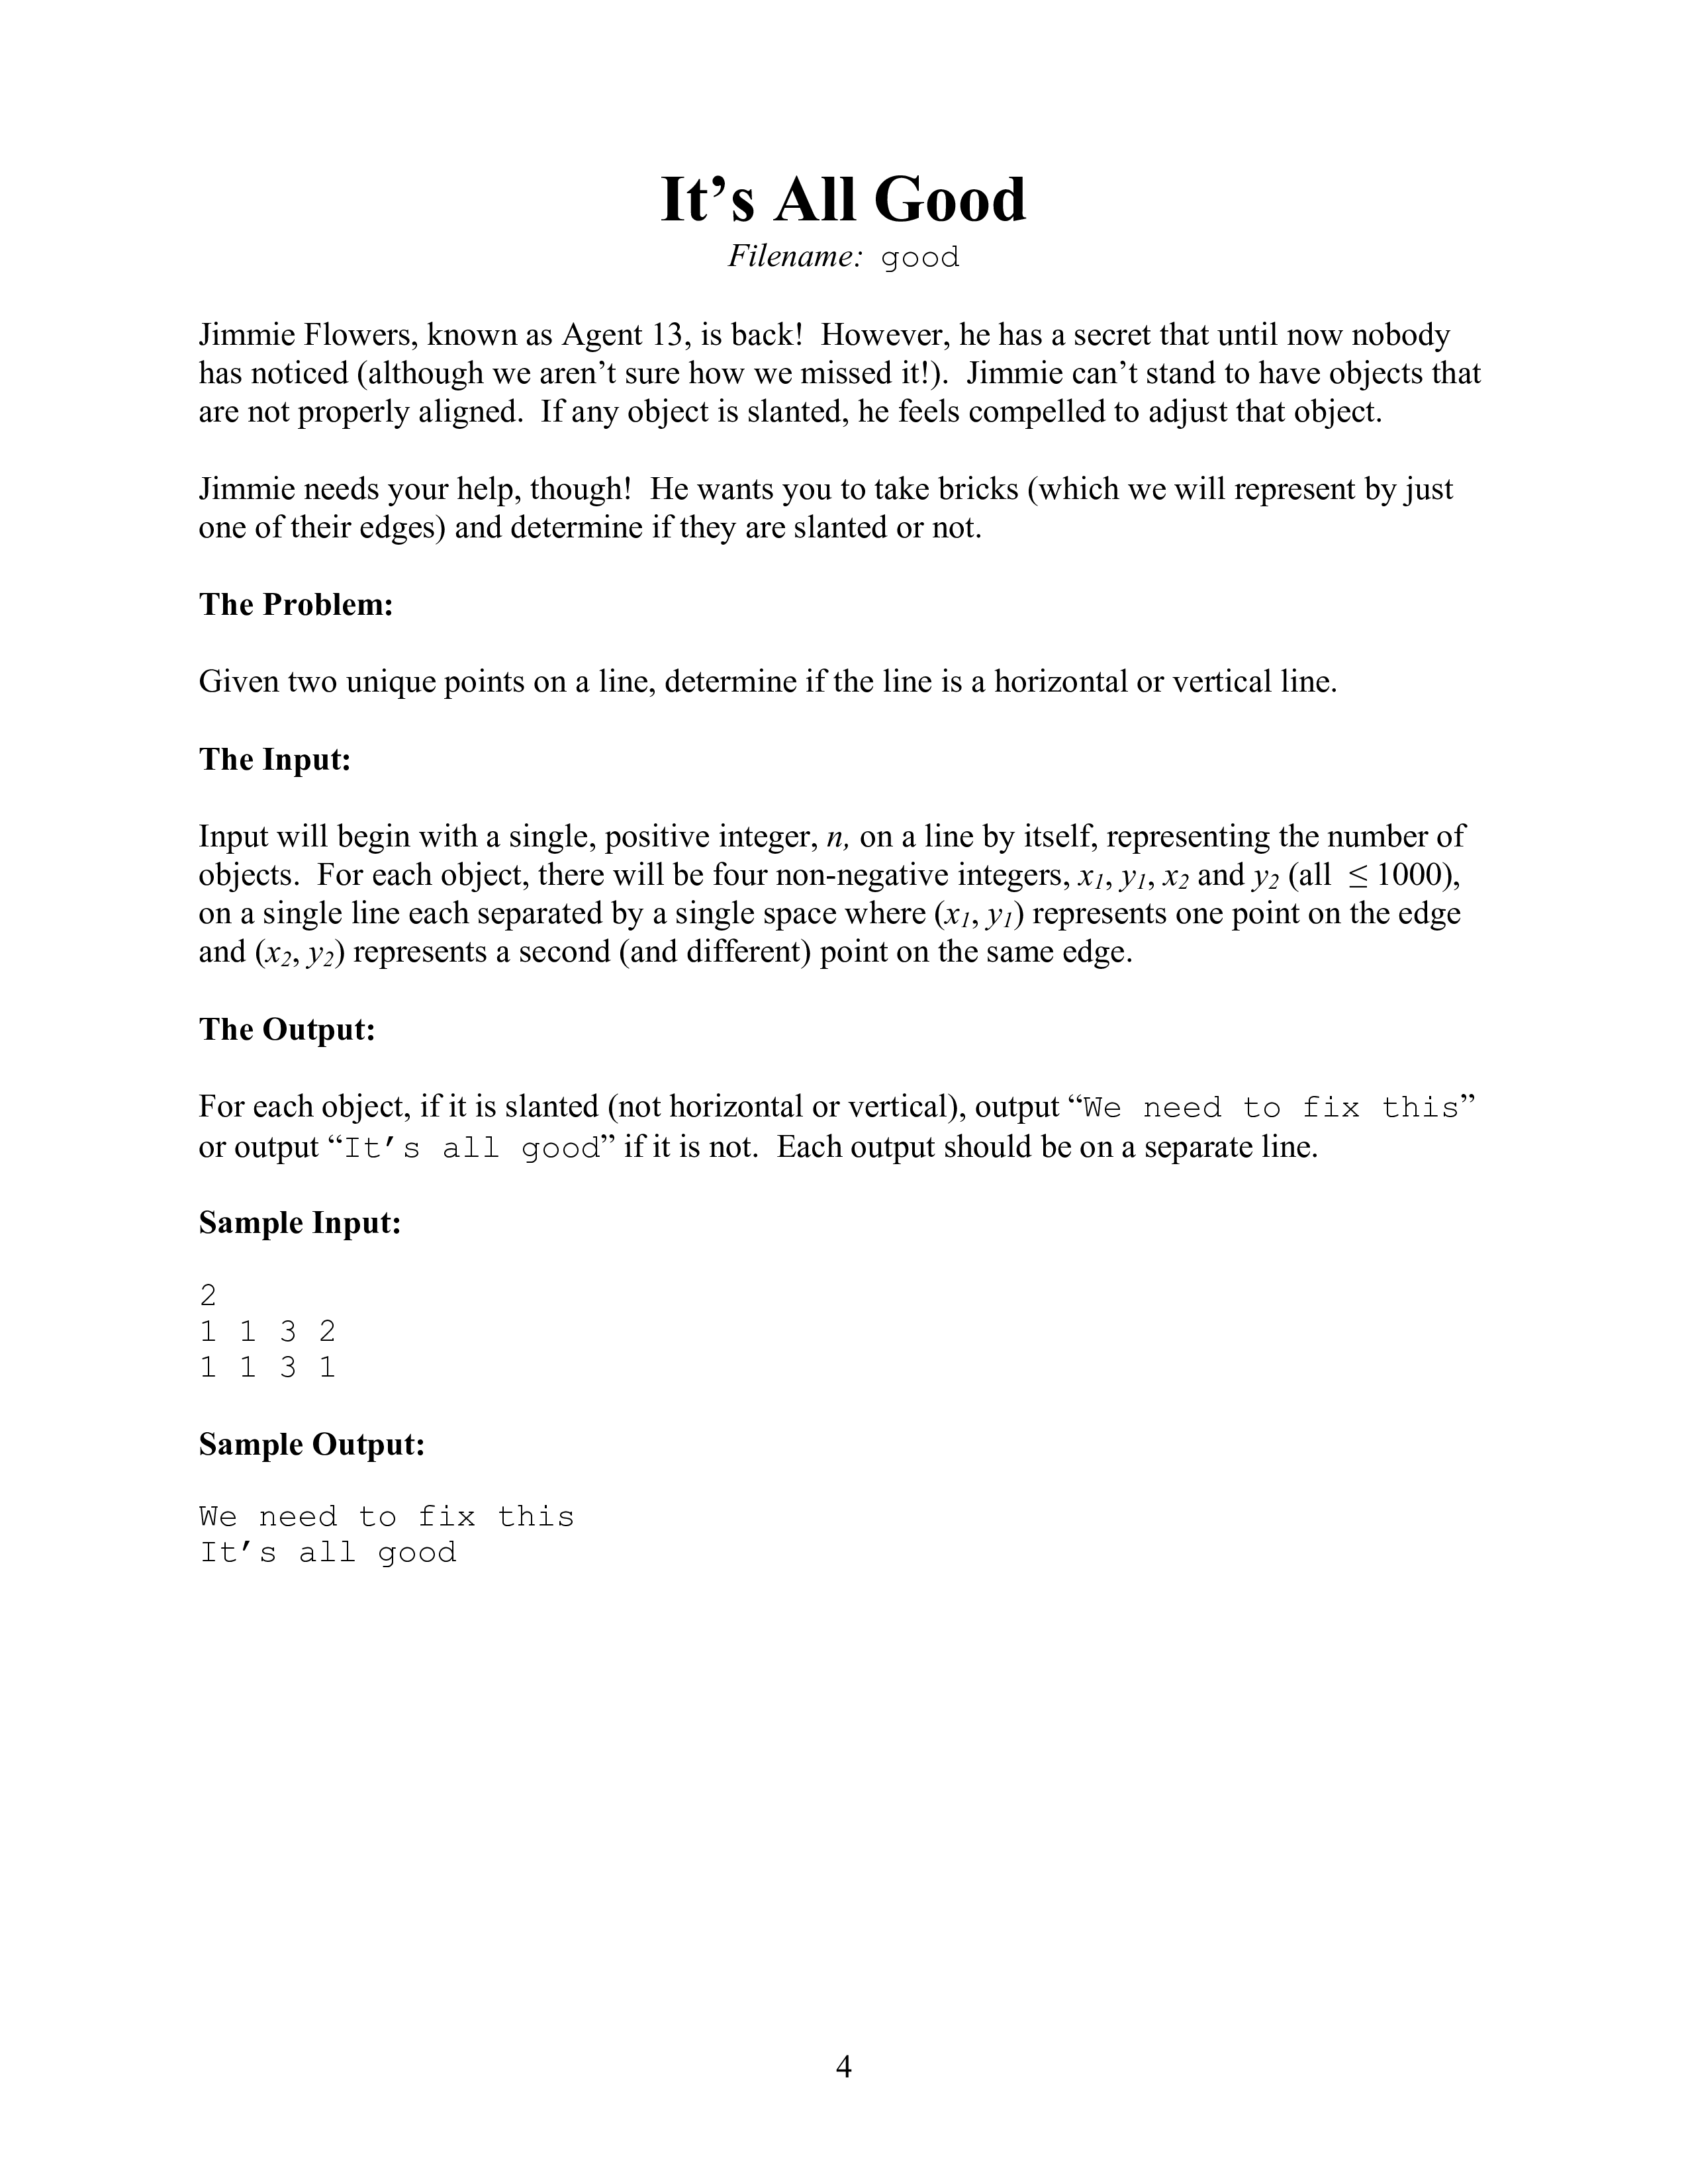 It’s All Good
Filename: good
Jimmie Flowers, known as Agent 13, is back!  However, he has a secret that until now nobody
has noticed (although we aren’t sure how we missed it!).  Jimmie can’t stand to have objects that
are not properly aligned.  If any object is slanted, he feels compelled to adjust that object.
Jimmie needs your help, though!  He wants you to take bricks (which we will represent by just
one of their edges) and determine if they are slanted or not.
The Problem:
Given two unique points on a line, determine if the line is a horizontal or vertical line.
The Input:
Input will begin with a single, positive integer, n, on a line by itself, representing the number of
objects.  For each object, there will be four non-negative integers, x1, y1, x2 and y2 (all  ≤ 1000),
on a single line each separated by a single space where (x1, y1) represents one point on the edge
and (x2, y2) represents a second (and different) point on the same edge.
The Output:
For each object, if it is slanted (not horizontal or vertical), output “We need to fix this”
or output “It’s all good” if it is not.  Each output should be on a separate line.
Sample Input:
2
1 1 3 2
1 1 3 1
Sample Output:
We need to fix this
It’s all good
4